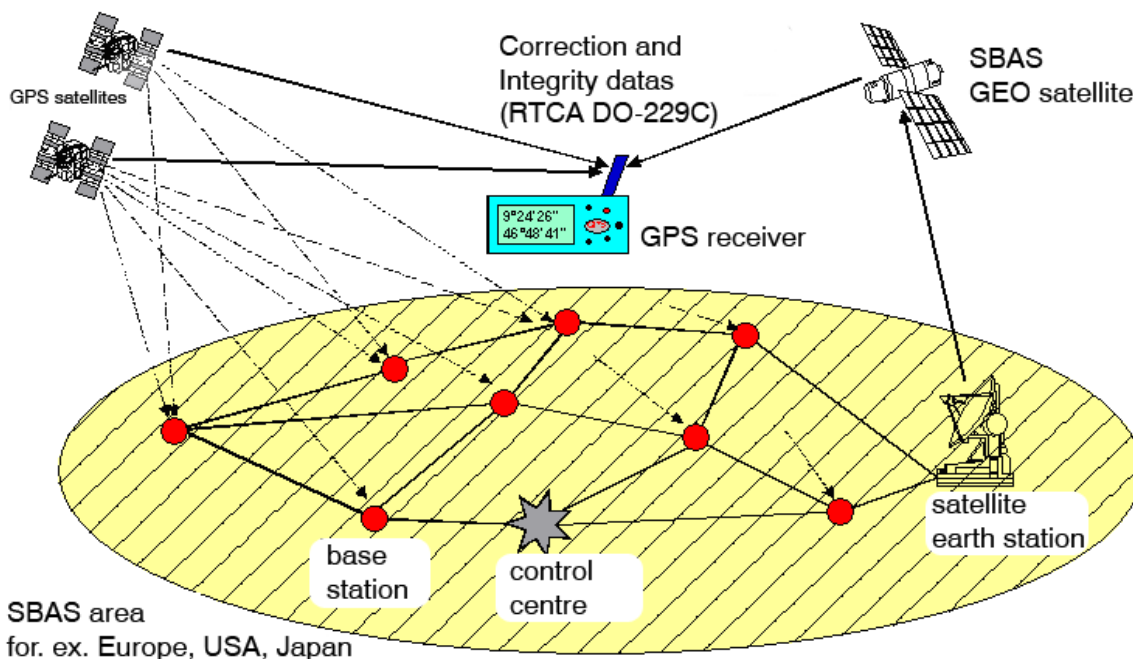 GPS satellites
Correction and
Integrity datas
(RTCA DO-229C)
SBAS
GEO satellite
9°24'26"
46°48'41"
GPS receiver
base
station
control
centre
satellite
earth station
SBAS area
for. ex. Europe, USA, Japan